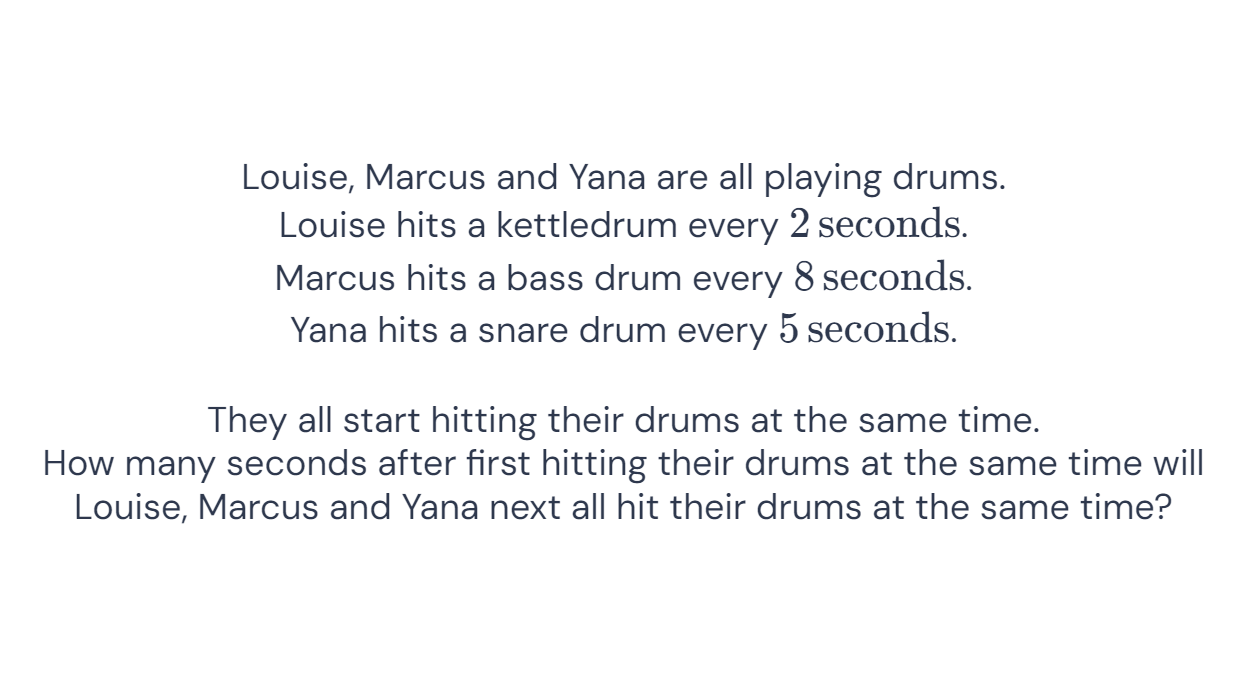 Louise, Marcus and Yana are all playing drums.
Louise hits a kettledrum every 2 seconds.
Marcus hits a bass drum every 8 seconds.
Yana hits a snare drum every 5 seconds.
They all start hitting their drums at the same time.
How many seconds after first hitting their drums at the same time will
Louise, Marcus and Yana next all hit their drums at the same time?